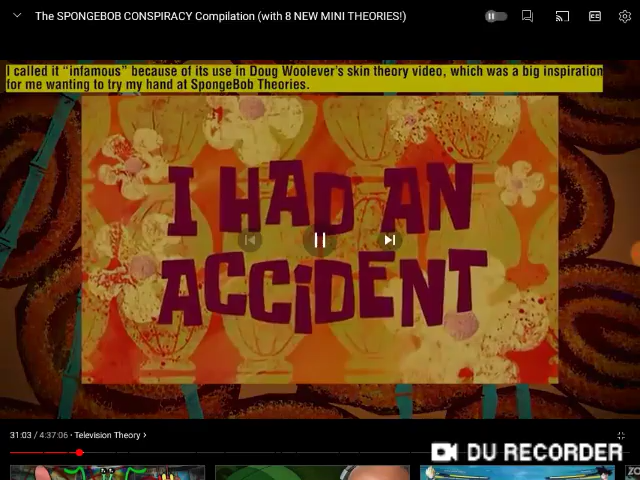 The SPONGEBOB CONSPIRACY Compilation (with 8 NEW MINI THEORIES!)
I called it “infamous” because of its use in Doug Woolever's skin theory video, which was a big inspiration
for me wanting to try my hand at SpongeBob Theories.
I HAD AN
ACCiDENT
31:03 / 4:37:06 · Television Theory ›
DU RECORDER